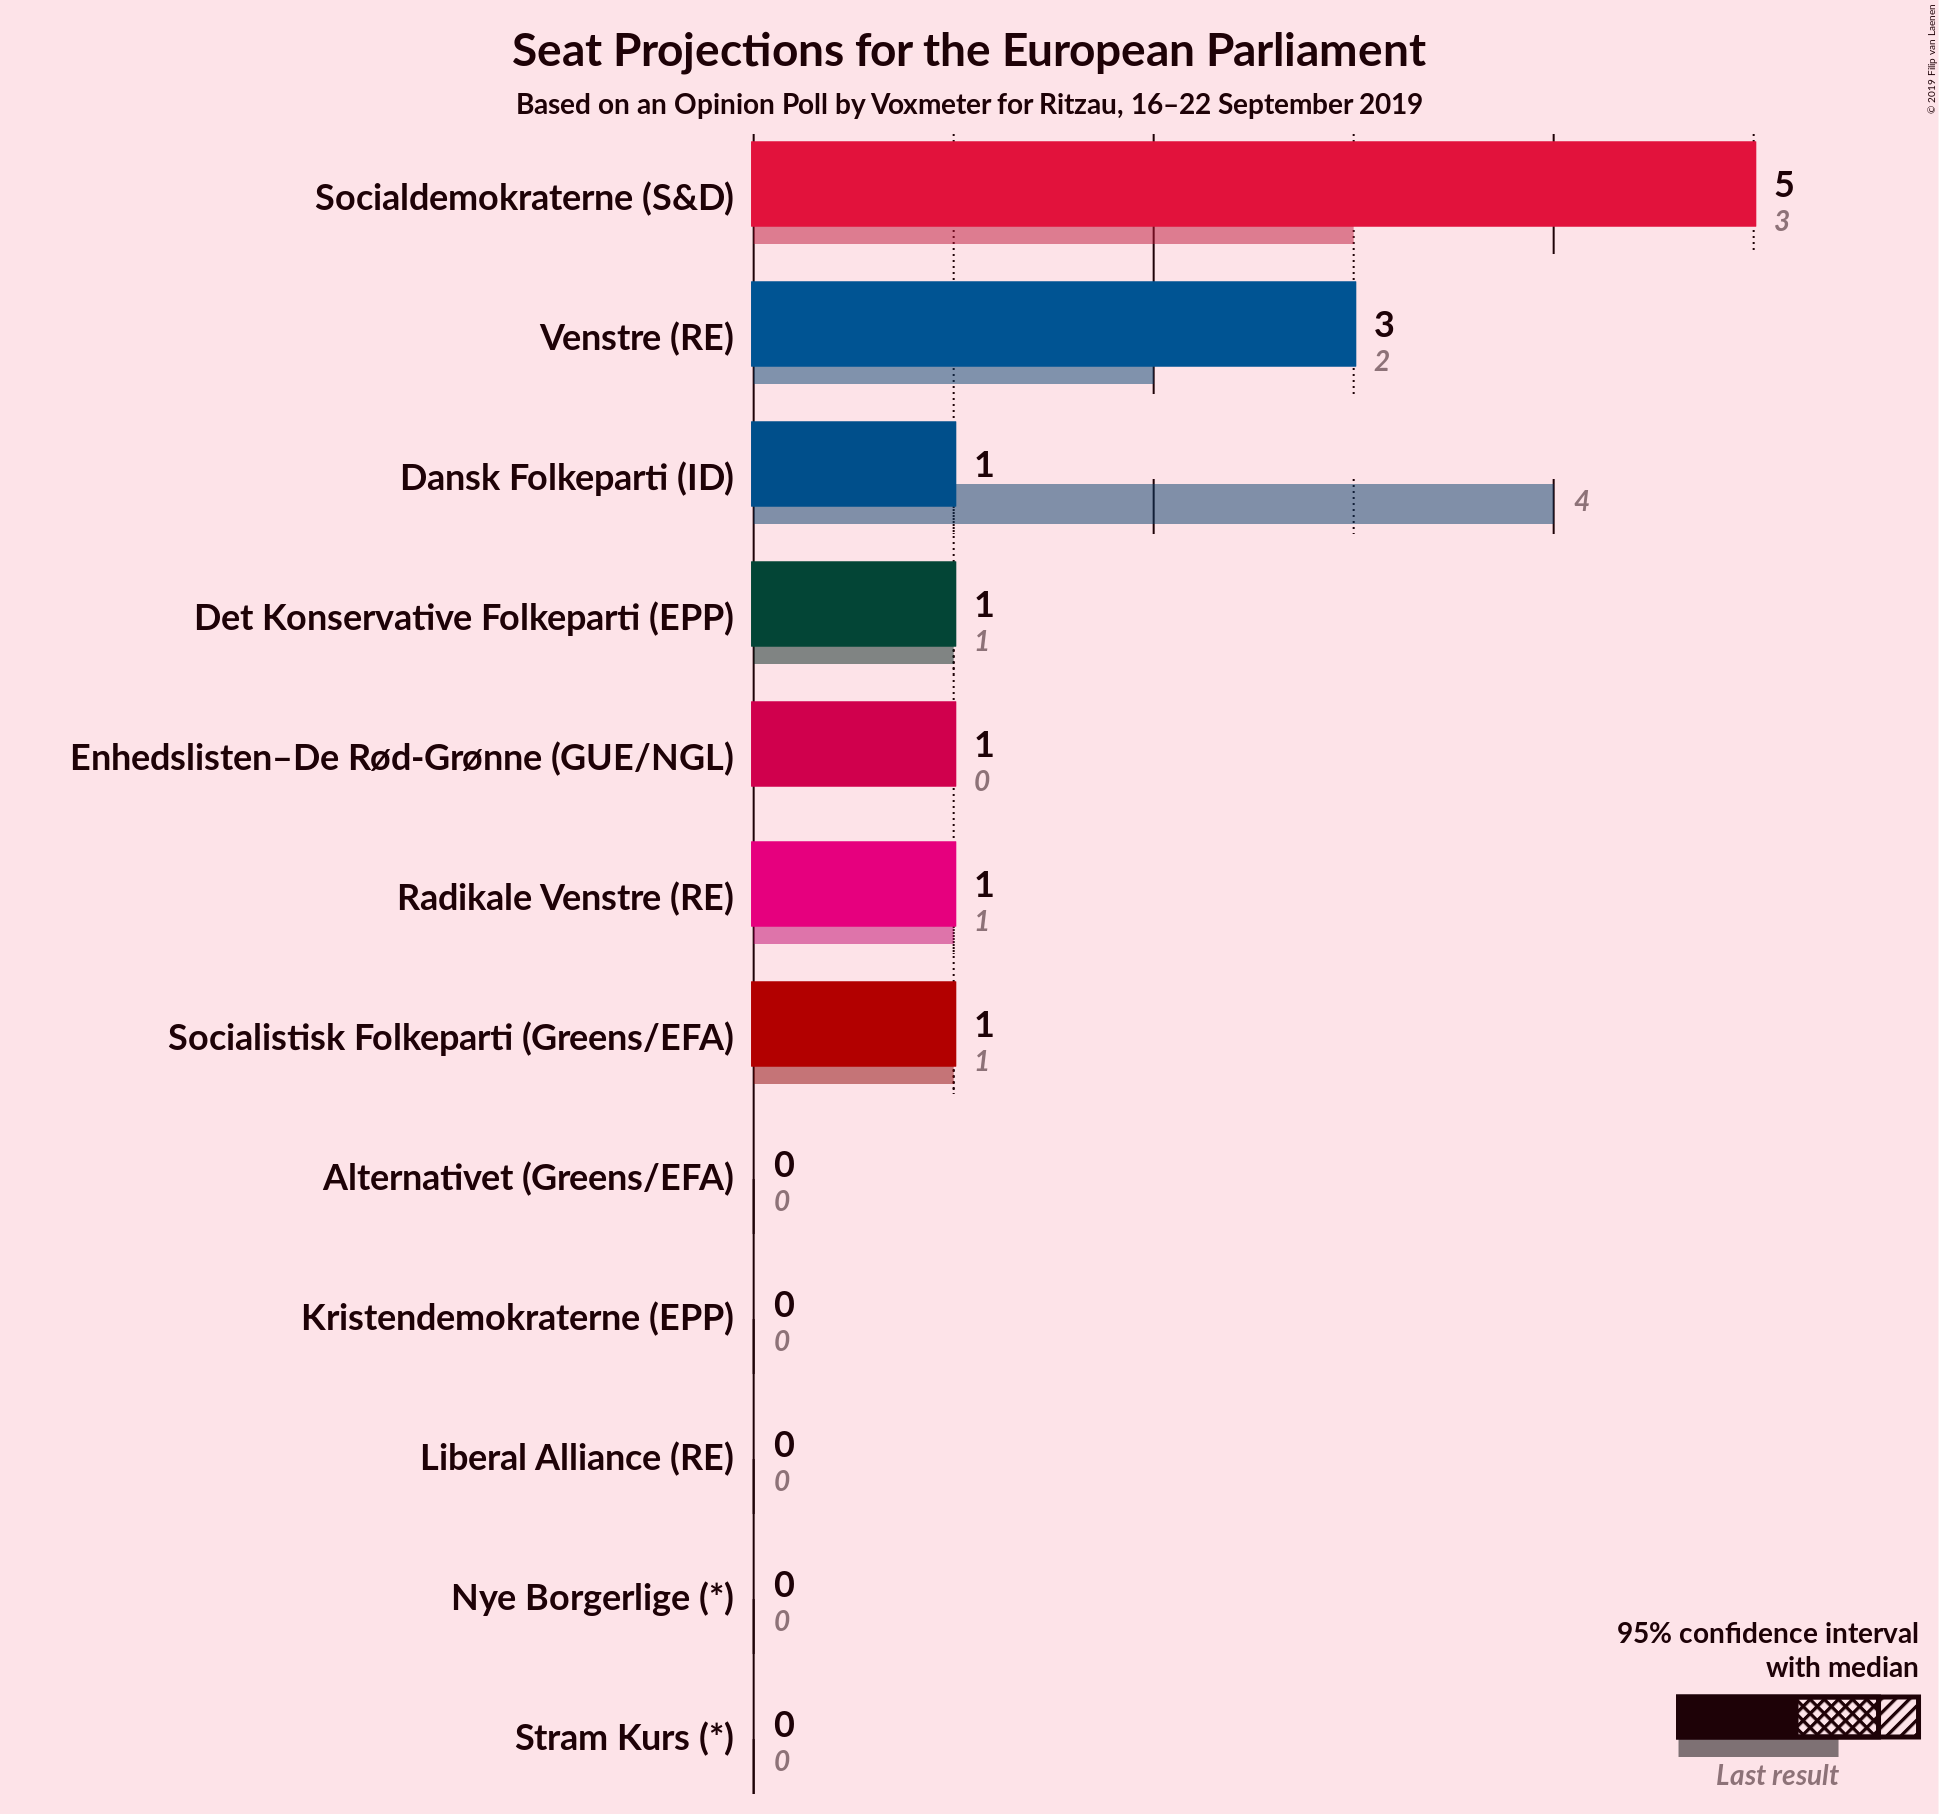 Seat Projections for the European Parliament
Based on an Opinion Poll by Voxmeter for Ritzau, 16–22 September 2019
© 2019 Filip van Laenen
Socialdemokraterne (S&D)
5
3
Venstre (RE)
3
2
Dansk Folkeparti (ID)
1
4
Det Konservative Folkeparti (EPP)
1
1
Enhedslisten–De Rød-Grønne (GUE/NGL)
1
0
Radikale Venstre (RE)
1
1
Socialistisk Folkeparti (Greens/EFA)
1
1
Alternativet (Greens/EFA)
0
0
Kristendemokraterne (EPP)
0
0
Liberal Alliance (RE)
0
0
Nye Borgerlige (*)
0
0
Stram Kurs (*)
0
0
95% confidence interval
with median
Last result